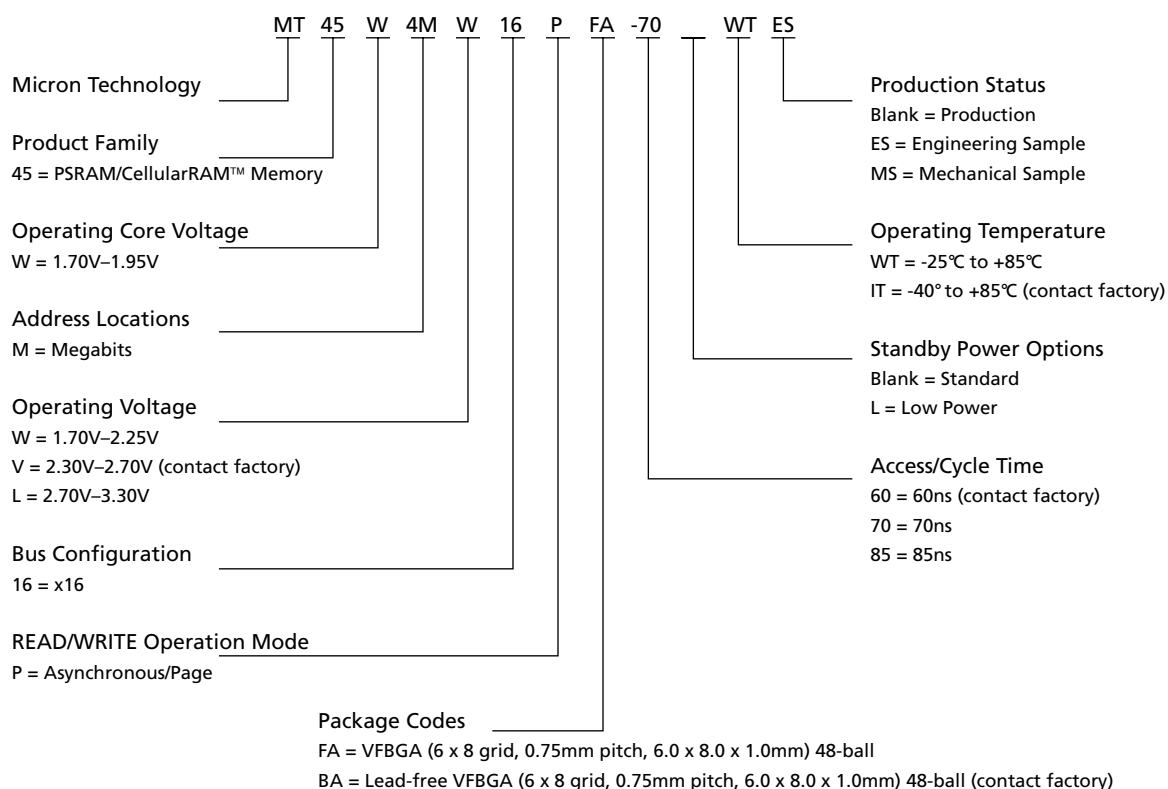 MT 45 W 4M W 16 P FA -70 _ WT ES
Micron Technology
Product Family
45 = PSRAM/CellularRAM™ Memory
Operating Core Voltage
W = 1.70V–1.95V
Address Locations
M = Megabits
Operating Voltage
W = 1.70V–2.25V
V = 2.30V–2.70V (contact factory)
L = 2.70V–3.30V
Bus Configuration
16 = x16
READ/WRITE Operation Mode
P = Asynchronous/Page
Package Codes
FA = VFBGA (6 x 8 grid, 0.75mm pitch, 6.0 x 8.0 x 1.0mm) 48-ball
BA = Lead-free VFBGA (6 x 8 grid, 0.75mm pitch, 6.0 x 8.0 x 1.0mm) 48-ball (contact factory)
Production Status
Blank = Production
ES = Engineering Sample
MS = Mechanical Sample
Operating Temperature
WT = -25℃ to +85℃
IT = -40° to +85℃ (contact factory)
Standby Power Options
Blank = Standard
L = Low Power
Access/Cycle Time
60 = 60ns (contact factory)
70 = 70ns
85 = 85ns